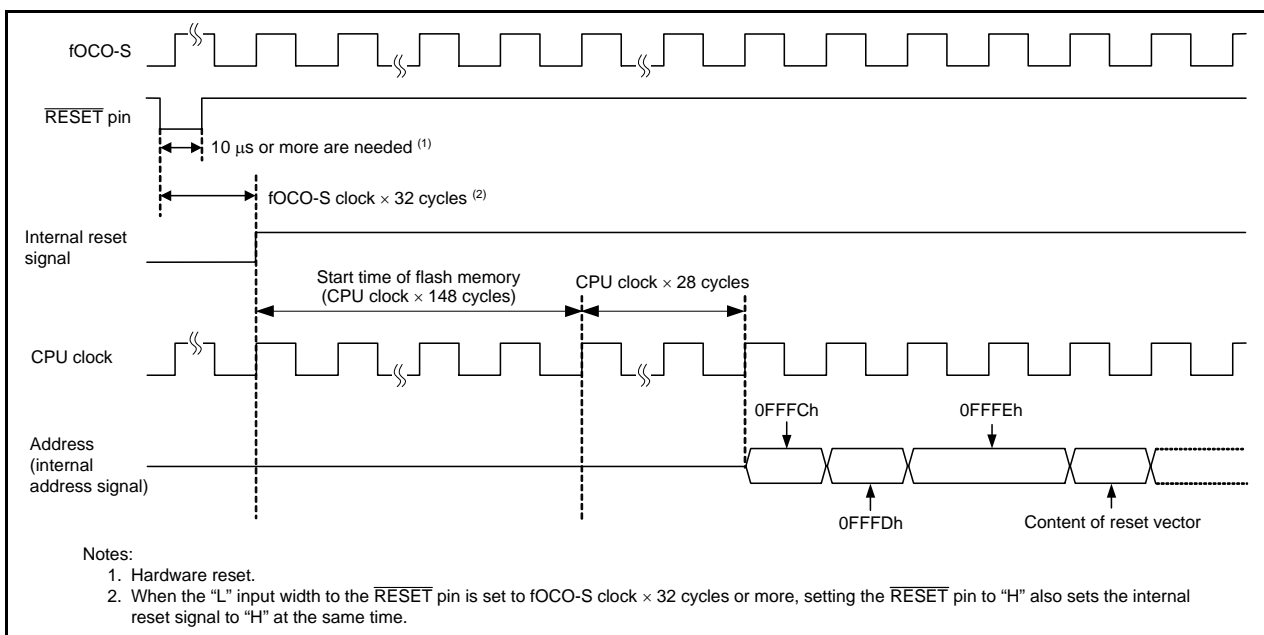 fOCO-S
RESET pin
10 μs or more are needed (1)
fOCO-S clock × 32 cycles (2)
Internal reset
signal
Start time of flash memory
(CPU clock × 148 cycles)
CPU clock × 28 cycles
CPU clock
0FFFCh
0FFFEh
Address
(internal
address signal)
0FFFDh
Content of reset vector
Notes:
1. Hardware reset.
2. When the “L” input width to the RESET pin is set to fOCO-S clock × 32 cycles or more, setting the RESET pin to “H” also sets the internal
reset signal to “H” at the same time.